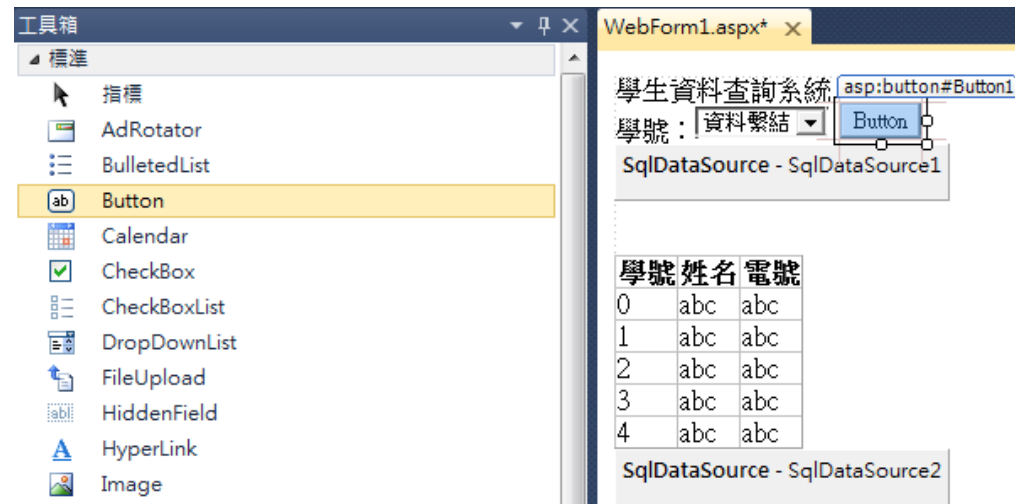 工具箱
標準
指標
AdRotator
BulletedList
Button
Calendar
CheckBox
CheckBoxList
DropDownList
FileUpload
HiddenField
HyperLink
Image
WebForm1.aspx*
學生資料查詢系統 asp:button#Button1
學號：資料繫結 Button
SqlDataSource - SqlDataSource1
學號 姓名 電號
0 abc abc
1 abc abc
2 abc abc
3 abc abc
4 abc abc
SqlDataSource - SqlDataSource2